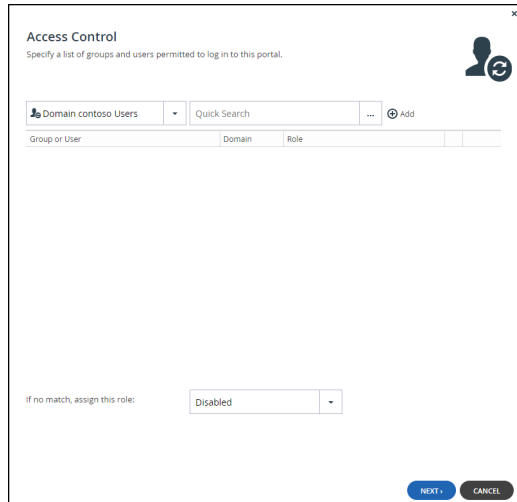 ×
Access Control
Specify a list of groups and users permitted to log in to this portal.
Domain contoso Users Quick Search ... Add
Group or User Domain Role
If no match, assign this role: Disabled
NEXT › CANCEL